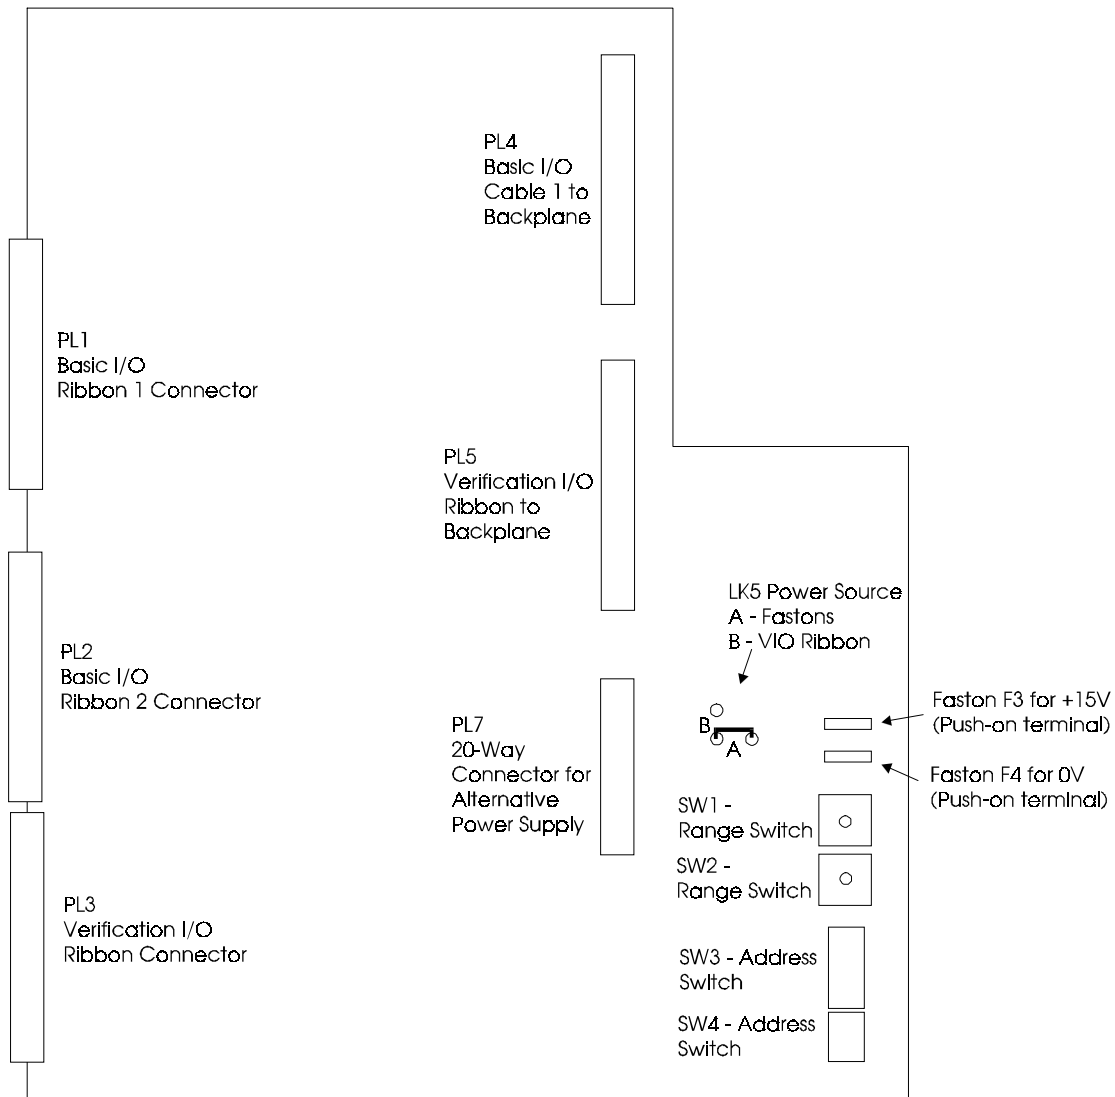 PL4
Basic I/O
Cable 1 to
Backplane
PL1
Basic I/O
Ribbon 1 Connector
PL5
Verification I/O
Ribbon to
Backplane
LK5 Power Source
A - Fastons
B - VIO Ribbon
PL2
Basic I/O
Ribbon 2 Connector
B
A
Faston F3 for +15V
(Push-on terminal)
Faston F4 for 0V
(Push-on terminal)
PL7
20-Way
Connector for
Alternative
Power Supply
SW1 -
Range Switch
SW2 -
Range Switch
PL3
Verification I/O
Ribbon Connector
SW3 - Address
Switch
SW4 - Address
Switch